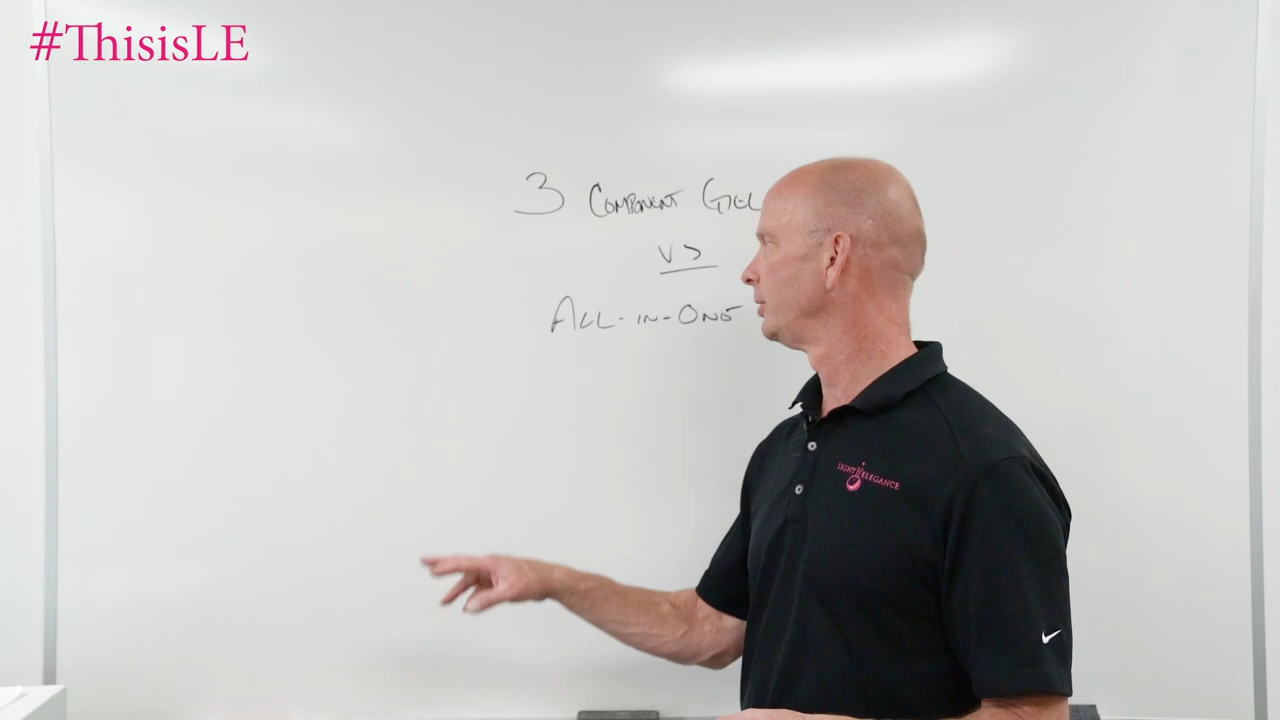 #ThisisLE
3 COMPONENT GEL
VS
ALL-IN-ONE
LIGHT ELEGANCE